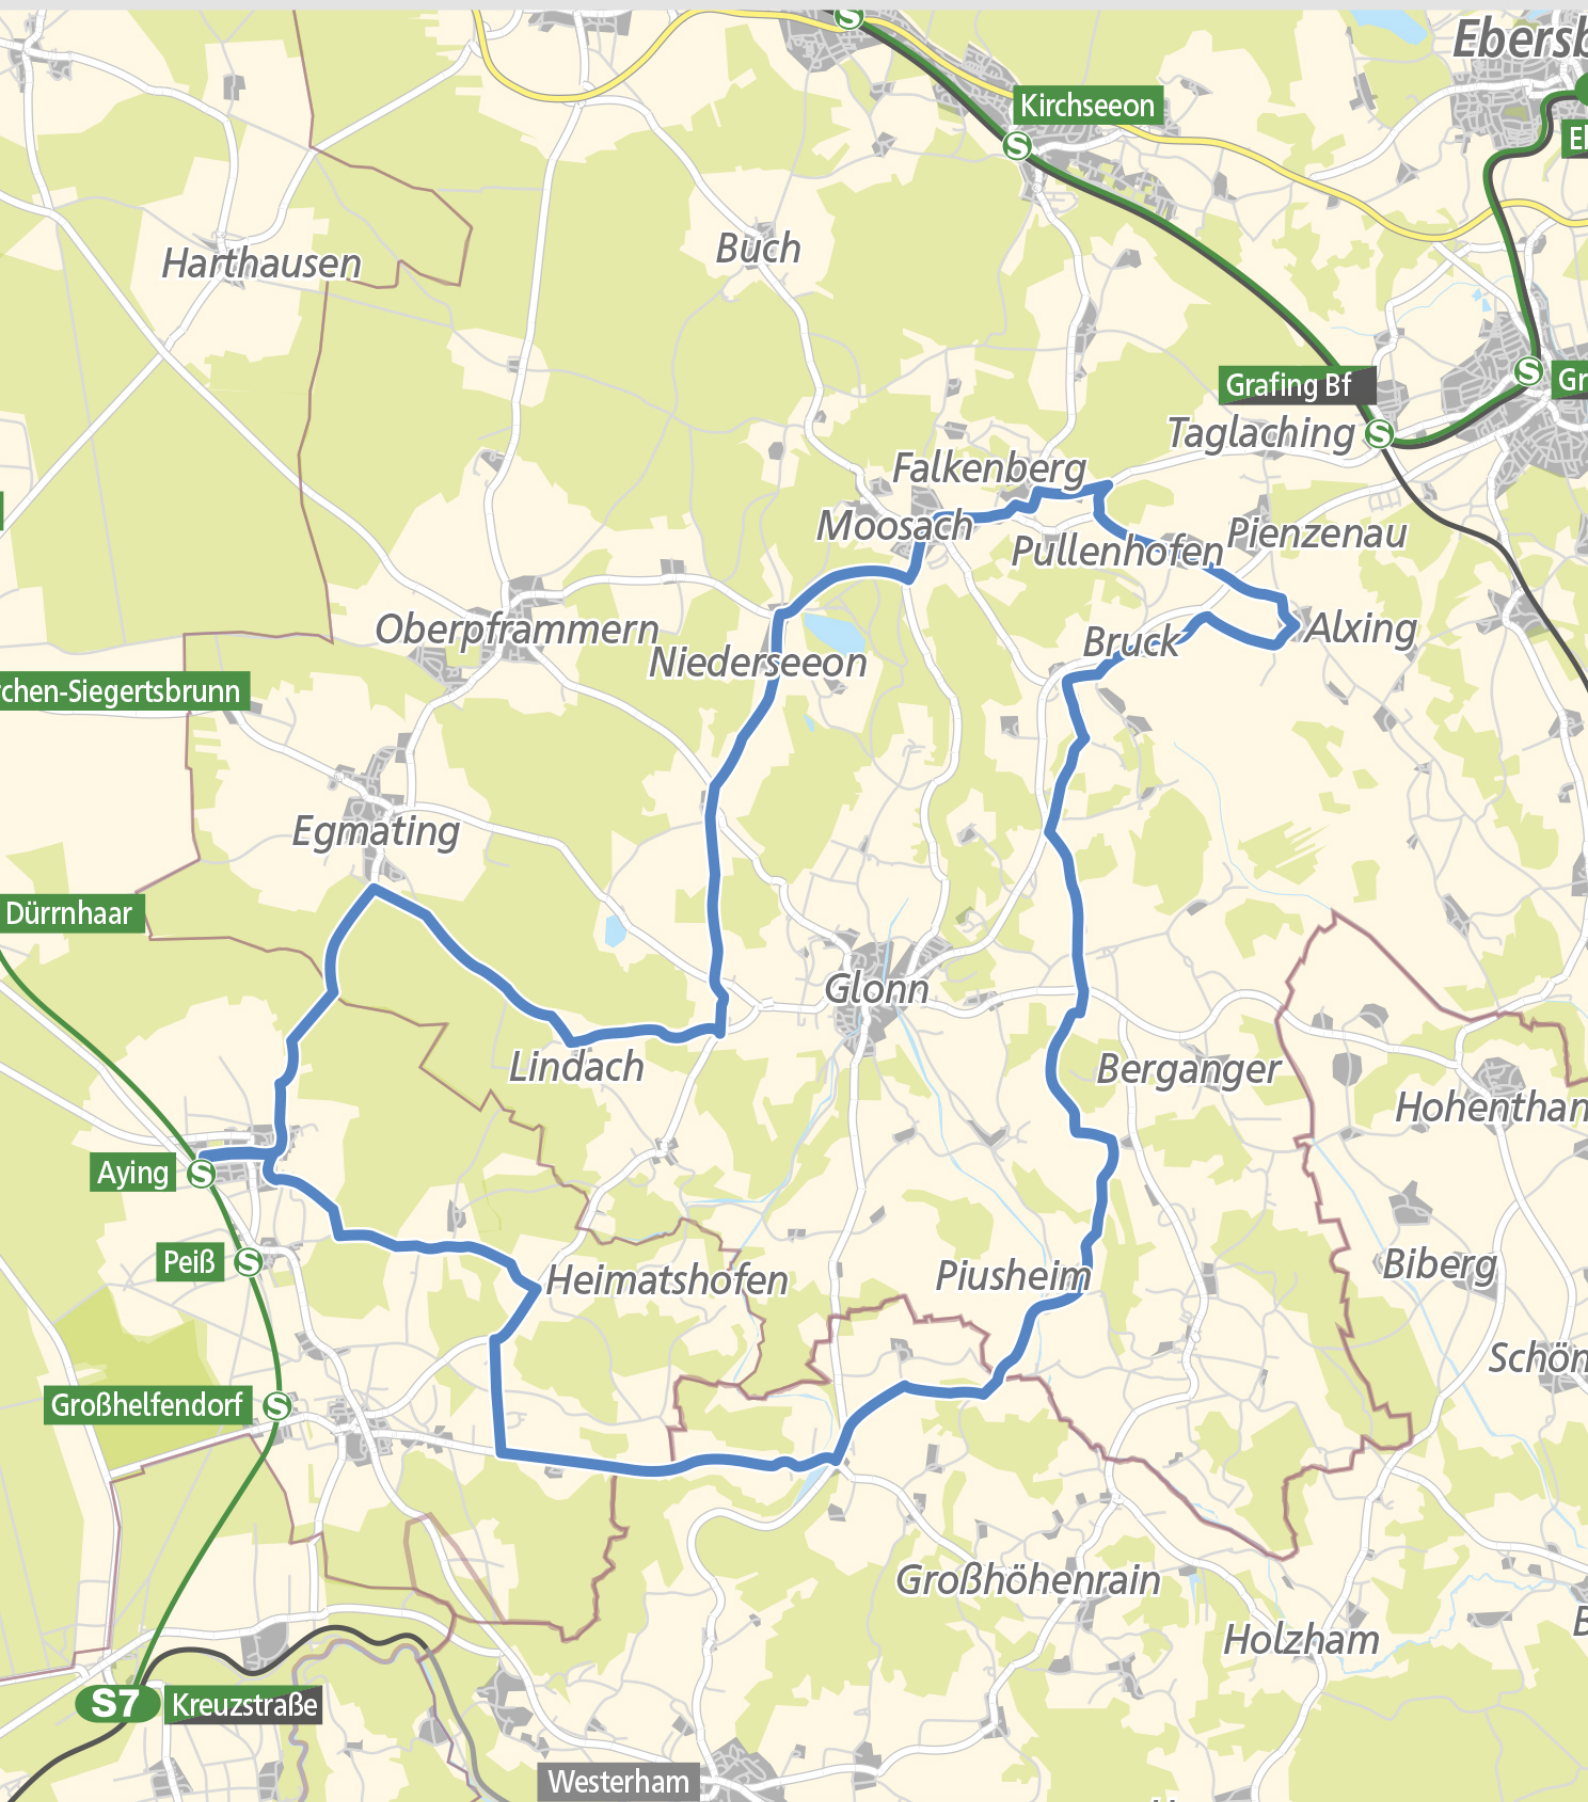 S
Ebersb
Kirchseeon
S
El
Buch
Harthausen
Grafing Bf
S
Gr
Taglaching
S
Falkenberg
Moosach
Pullenhofen
Pienzenau
Oberpframmern
Alxing
Bruck
Niederseeon
rchen-Siegertsbrunn
Egmating
Dürrnhaar
Glonn
Lindach
Berganger
Hohenthan
Aying
S
Peiß
S
Heimatshofen
Piusheim
Biberg
Schön
Großhelfendorf
S
Großhöhenrain
Holzham
B
S7
Kreuzstraße
Westerham